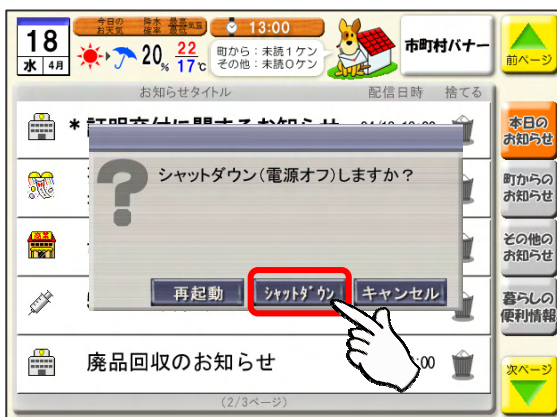 18
水 4月
今日の お天気
降水 確率
最高 最低 気温
20%
22
17℃
13:00
町から：未読1ケン
その他：未読0ケン
市町村バナー
前ページ
お知らせタイトル 配信日時 捨てる
シャットダウン（電源オフ）しますか？
再起動 シャットダウン キャンセル
廃品回収のお知らせ
(2/3ページ)
本日の
お知らせ
町からの
お知らせ
その他の
お知らせ
暮らしの
便利情報
次ページ